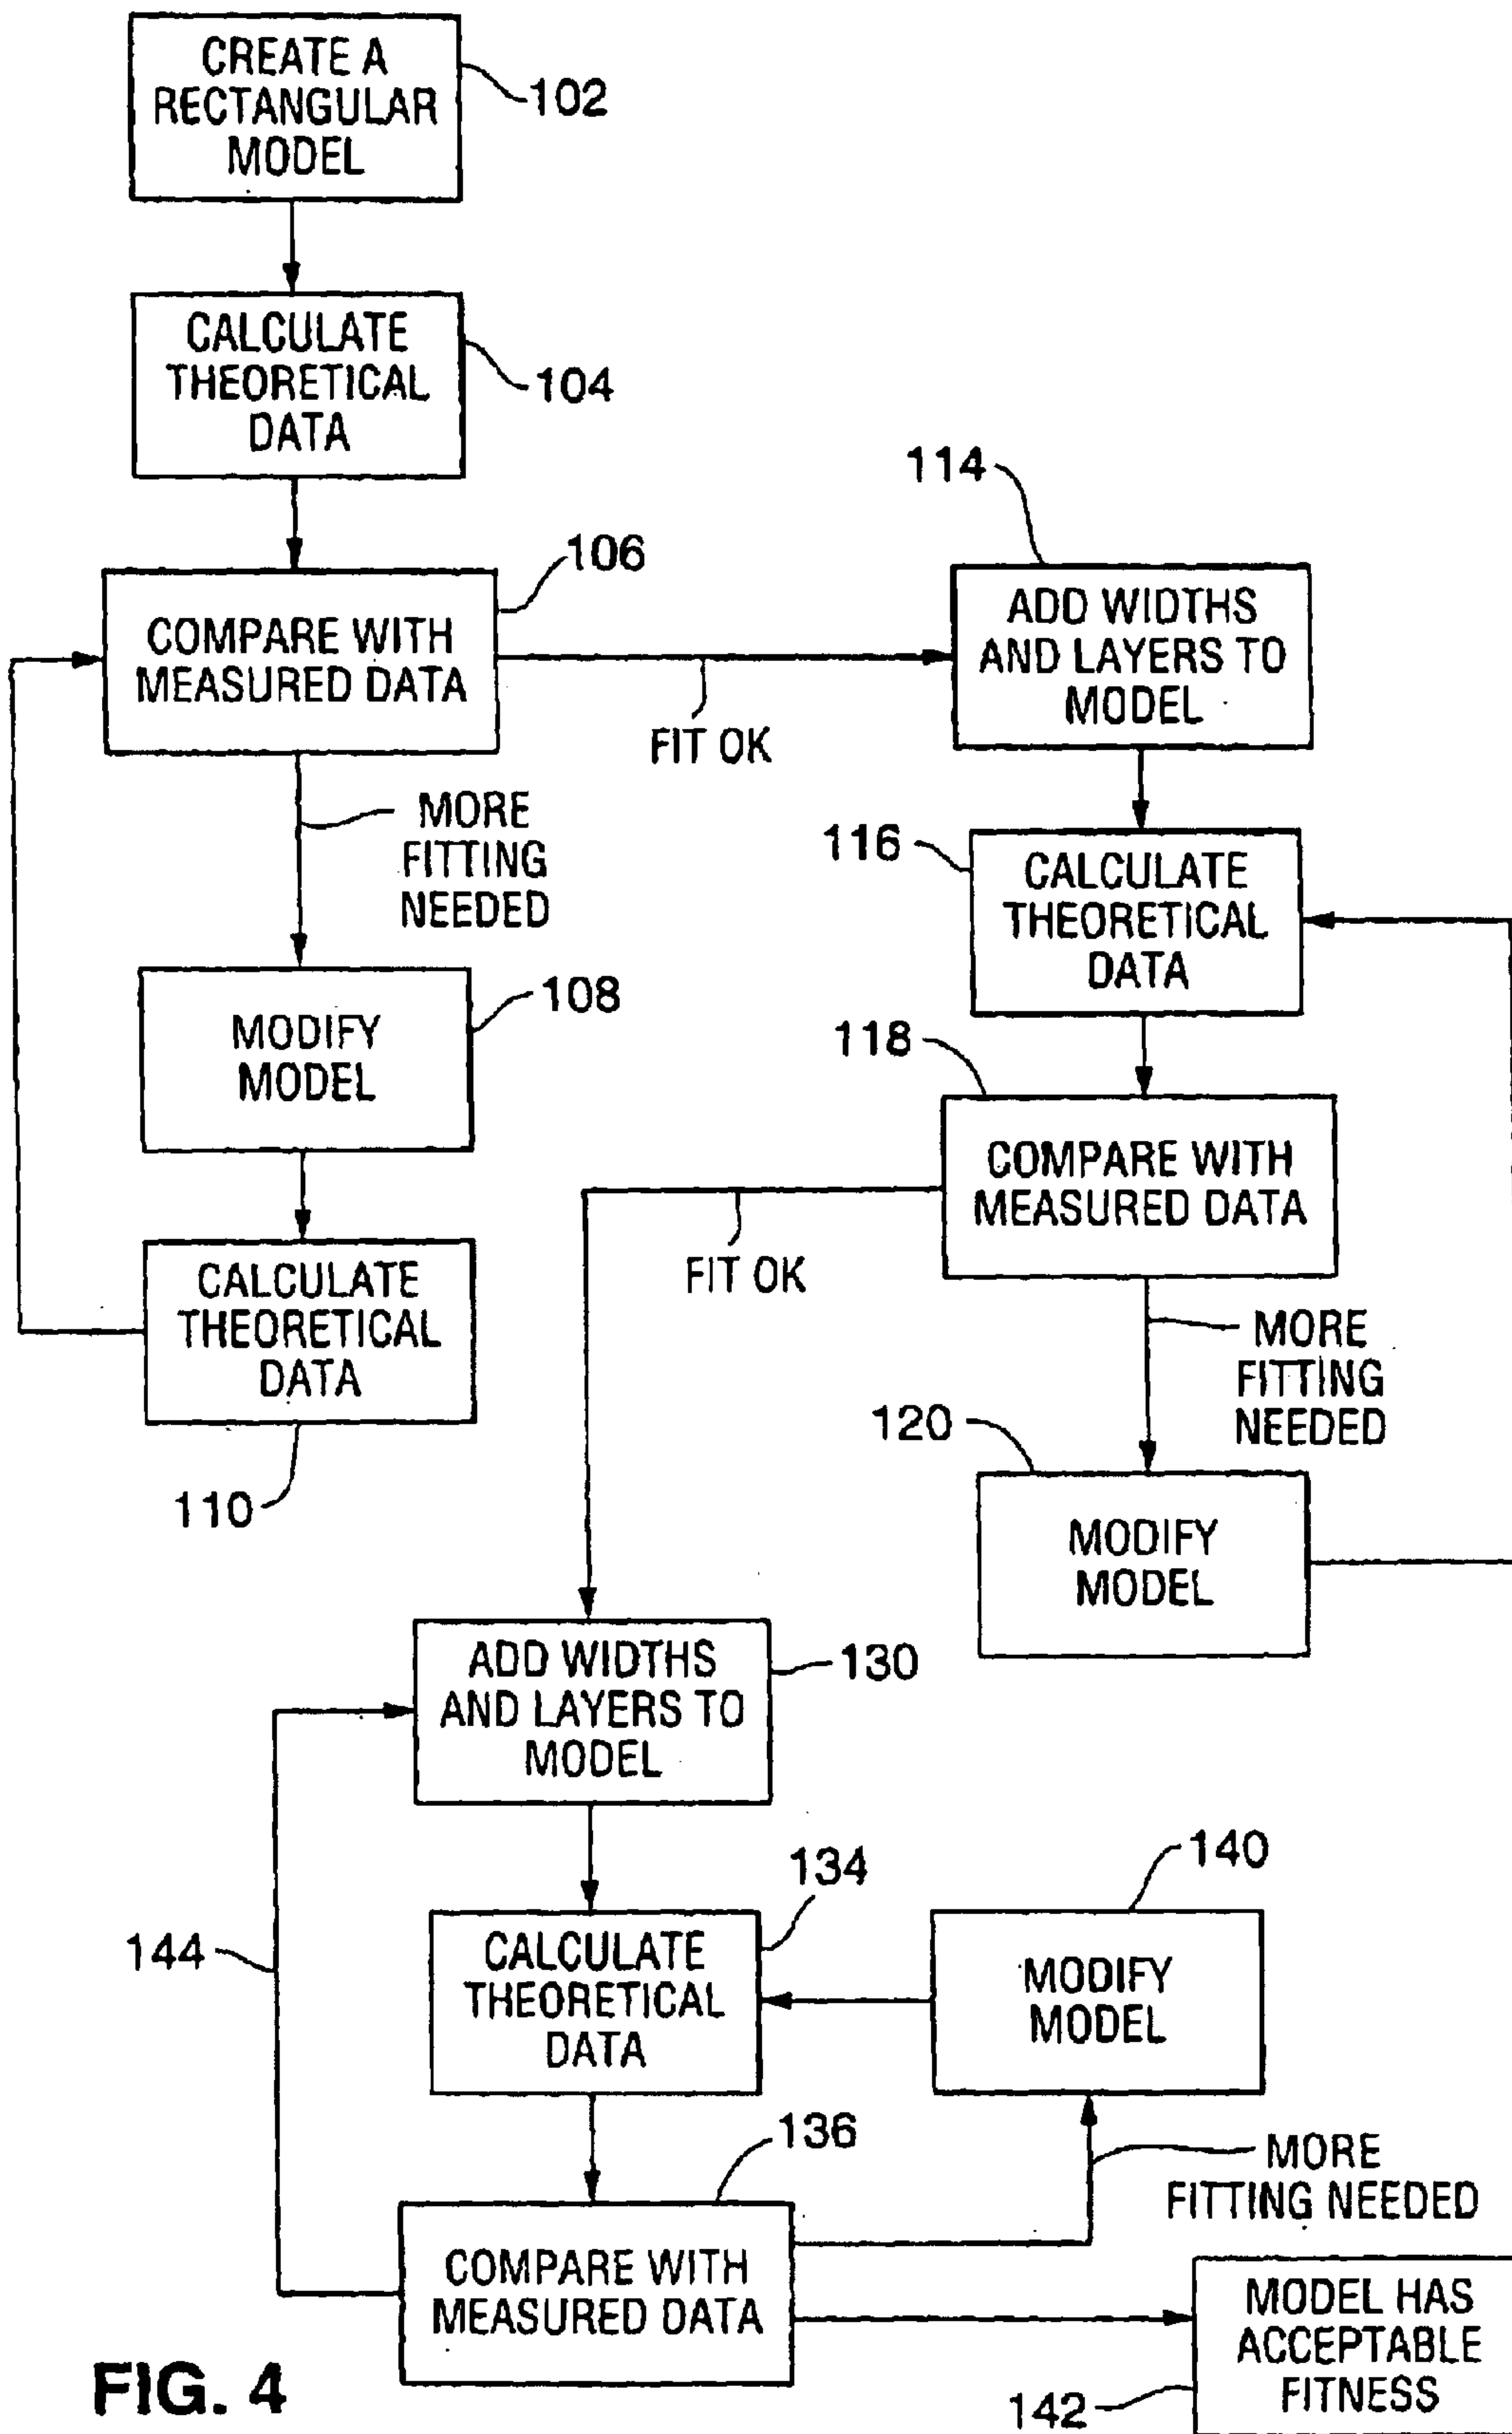 CREATE A
RECTANGULAR
MODEL
102
CALCULATE
THEORETICAL
DATA
104
COMPARE WITH
MEASURED DATA
106
FIT OK
MORE
FITTING
NEEDED
MODIFY
MODEL
108
CALCULATE
THEORETICAL
DATA
110
114
ADD WIDTHS
AND LAYERS TO
MODEL
116
CALCULATE
THEORETICAL
DATA
118
COMPARE WITH
MEASURED DATA
FIT OK
MORE
FITTING
NEEDED
120
MODIFY
MODEL
ADD WIDTHS
AND LAYERS TO
MODEL
130
134
CALCULATE
THEORETICAL
DATA
140
MODIFY
MODEL
144
136
COMPARE WITH
MEASURED DATA
MORE
FITTING NEEDED
MODEL HAS
ACCEPTABLE
FITNESS
142
FIG. 4